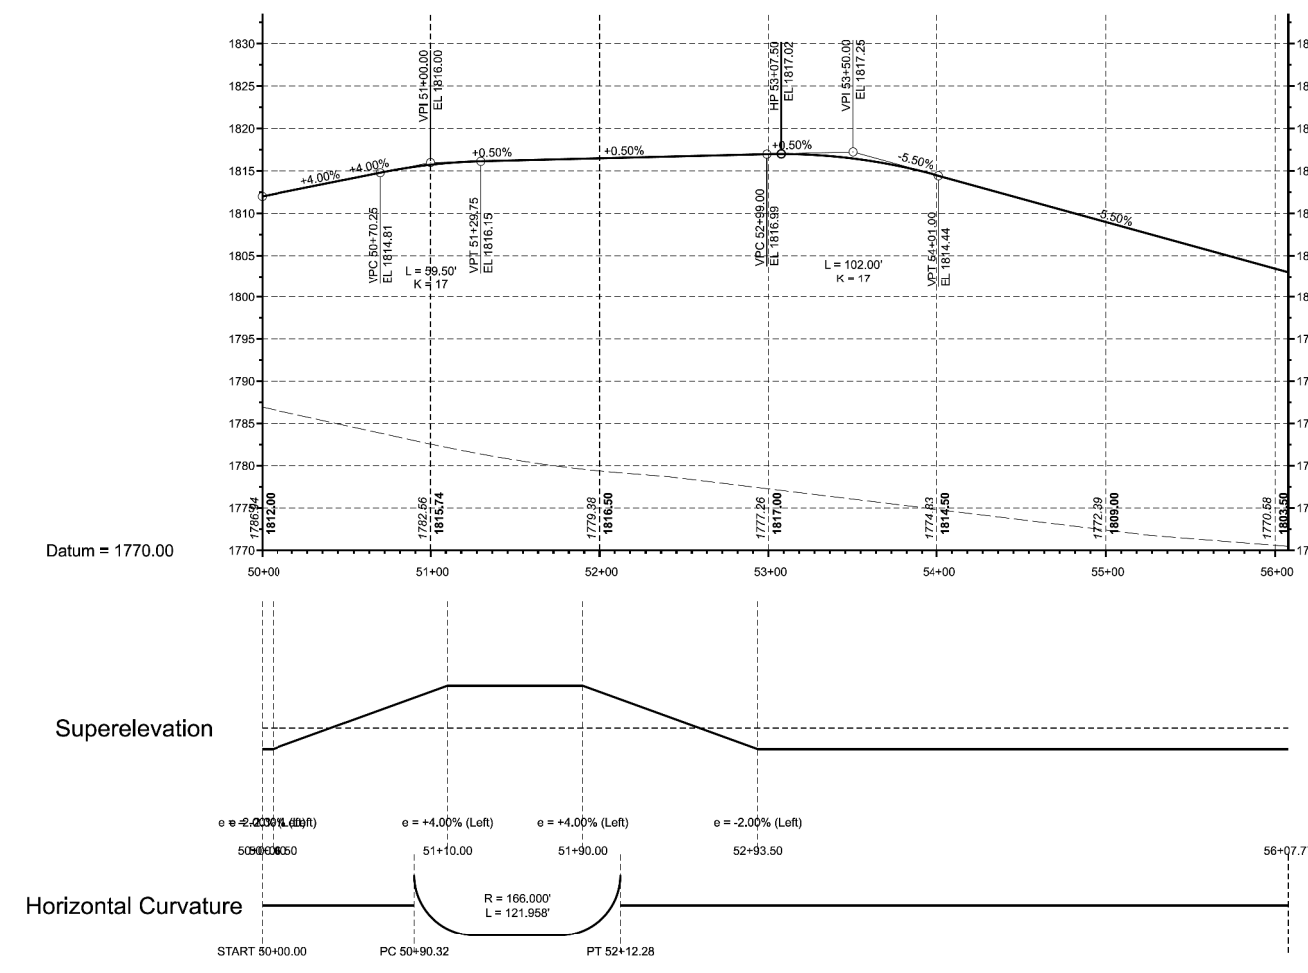 1830
1825
1820
1815
1810
1805
1800
1795
1790
1785
1780
1775
1770
Datum = 1770.00
VPI 51+00.00
EL 1816.00
HP 53+07.50
EL 1817.02
VPI 53+50.00
EL 1817.25
+4.00%
+4.00%
+0.50%
+0.50%
+0.50%
-5.50%
-5.50%
VPC 50+70.25
EL 1814.81
L = 59.50'
K = 17
VPT 51+29.75
EL 1816.15
VPC 52+99.00
EL 1816.99
L = 102.00'
K = 17
VPT 54+01.00
EL 1814.44
1812.00
1782.56
1815.74
1779.38
1816.50
1777.26
1817.00
1774.83
1814.50
1772.39
1809.00
1770.58
1803.50
50+00
51+00
52+00
53+00
54+00
55+00
56+00
Superelevation
e = +4.00% (Left)
e = +4.00% (Left)
e = -2.00% (Left)
51+10.00
51+90.00
52+93.50
56+07.7
Horizontal Curvature
R = 166.000'
L = 121.958'
START 50+00.00
PC 50+90.32
PT 52+12.28